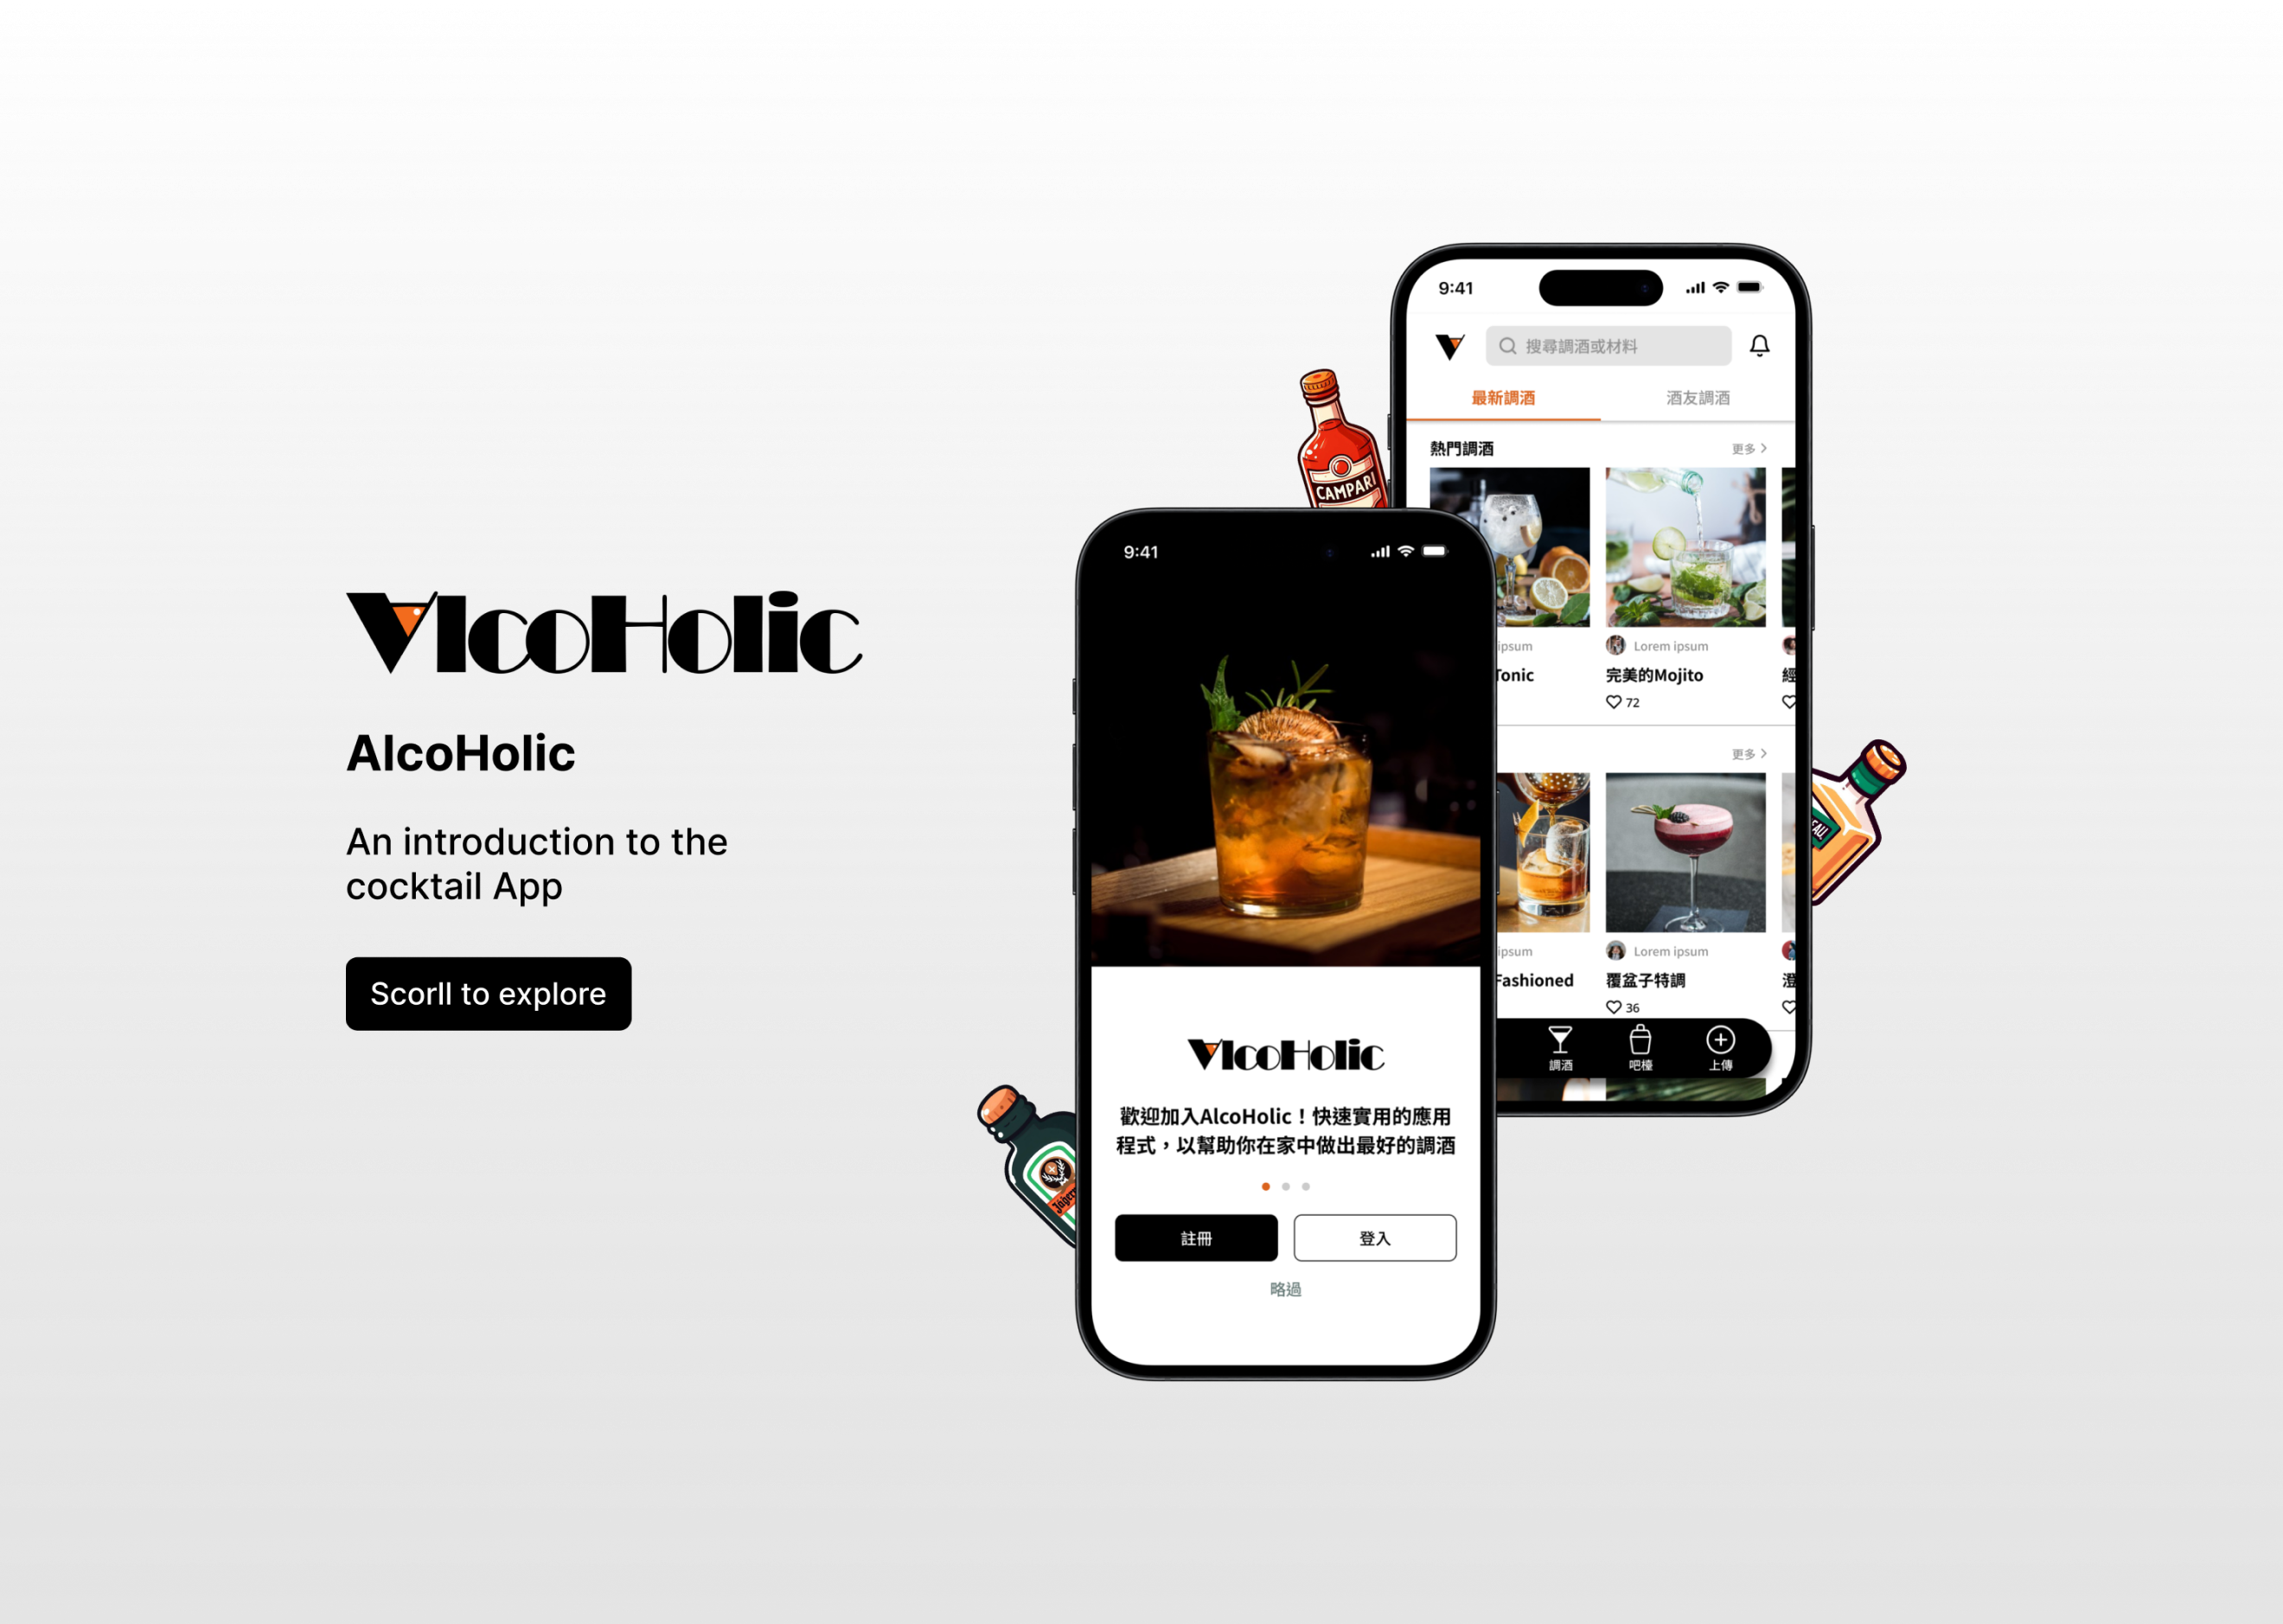 AlcoHolic
AlcoHolic
An introduction to the
cocktail App
Scorll to explore
CAMPARI
9:41
搜尋調酒或材料
最新調酒
酒友調酒
熱門調酒
更多
ipsum
Lorem ipsum
Tonic
完美的Mojito
經
72
更多
ipsum
Lorem ipsum
Fashioned
覆盆子特調
澄
36
調酒
吧檯
上傳
9:41
AlcoHolic
歡迎加入AlcoHolic！快速實用的應用
程式，以幫助你在家中做出最好的調酒
註冊
登入
略過